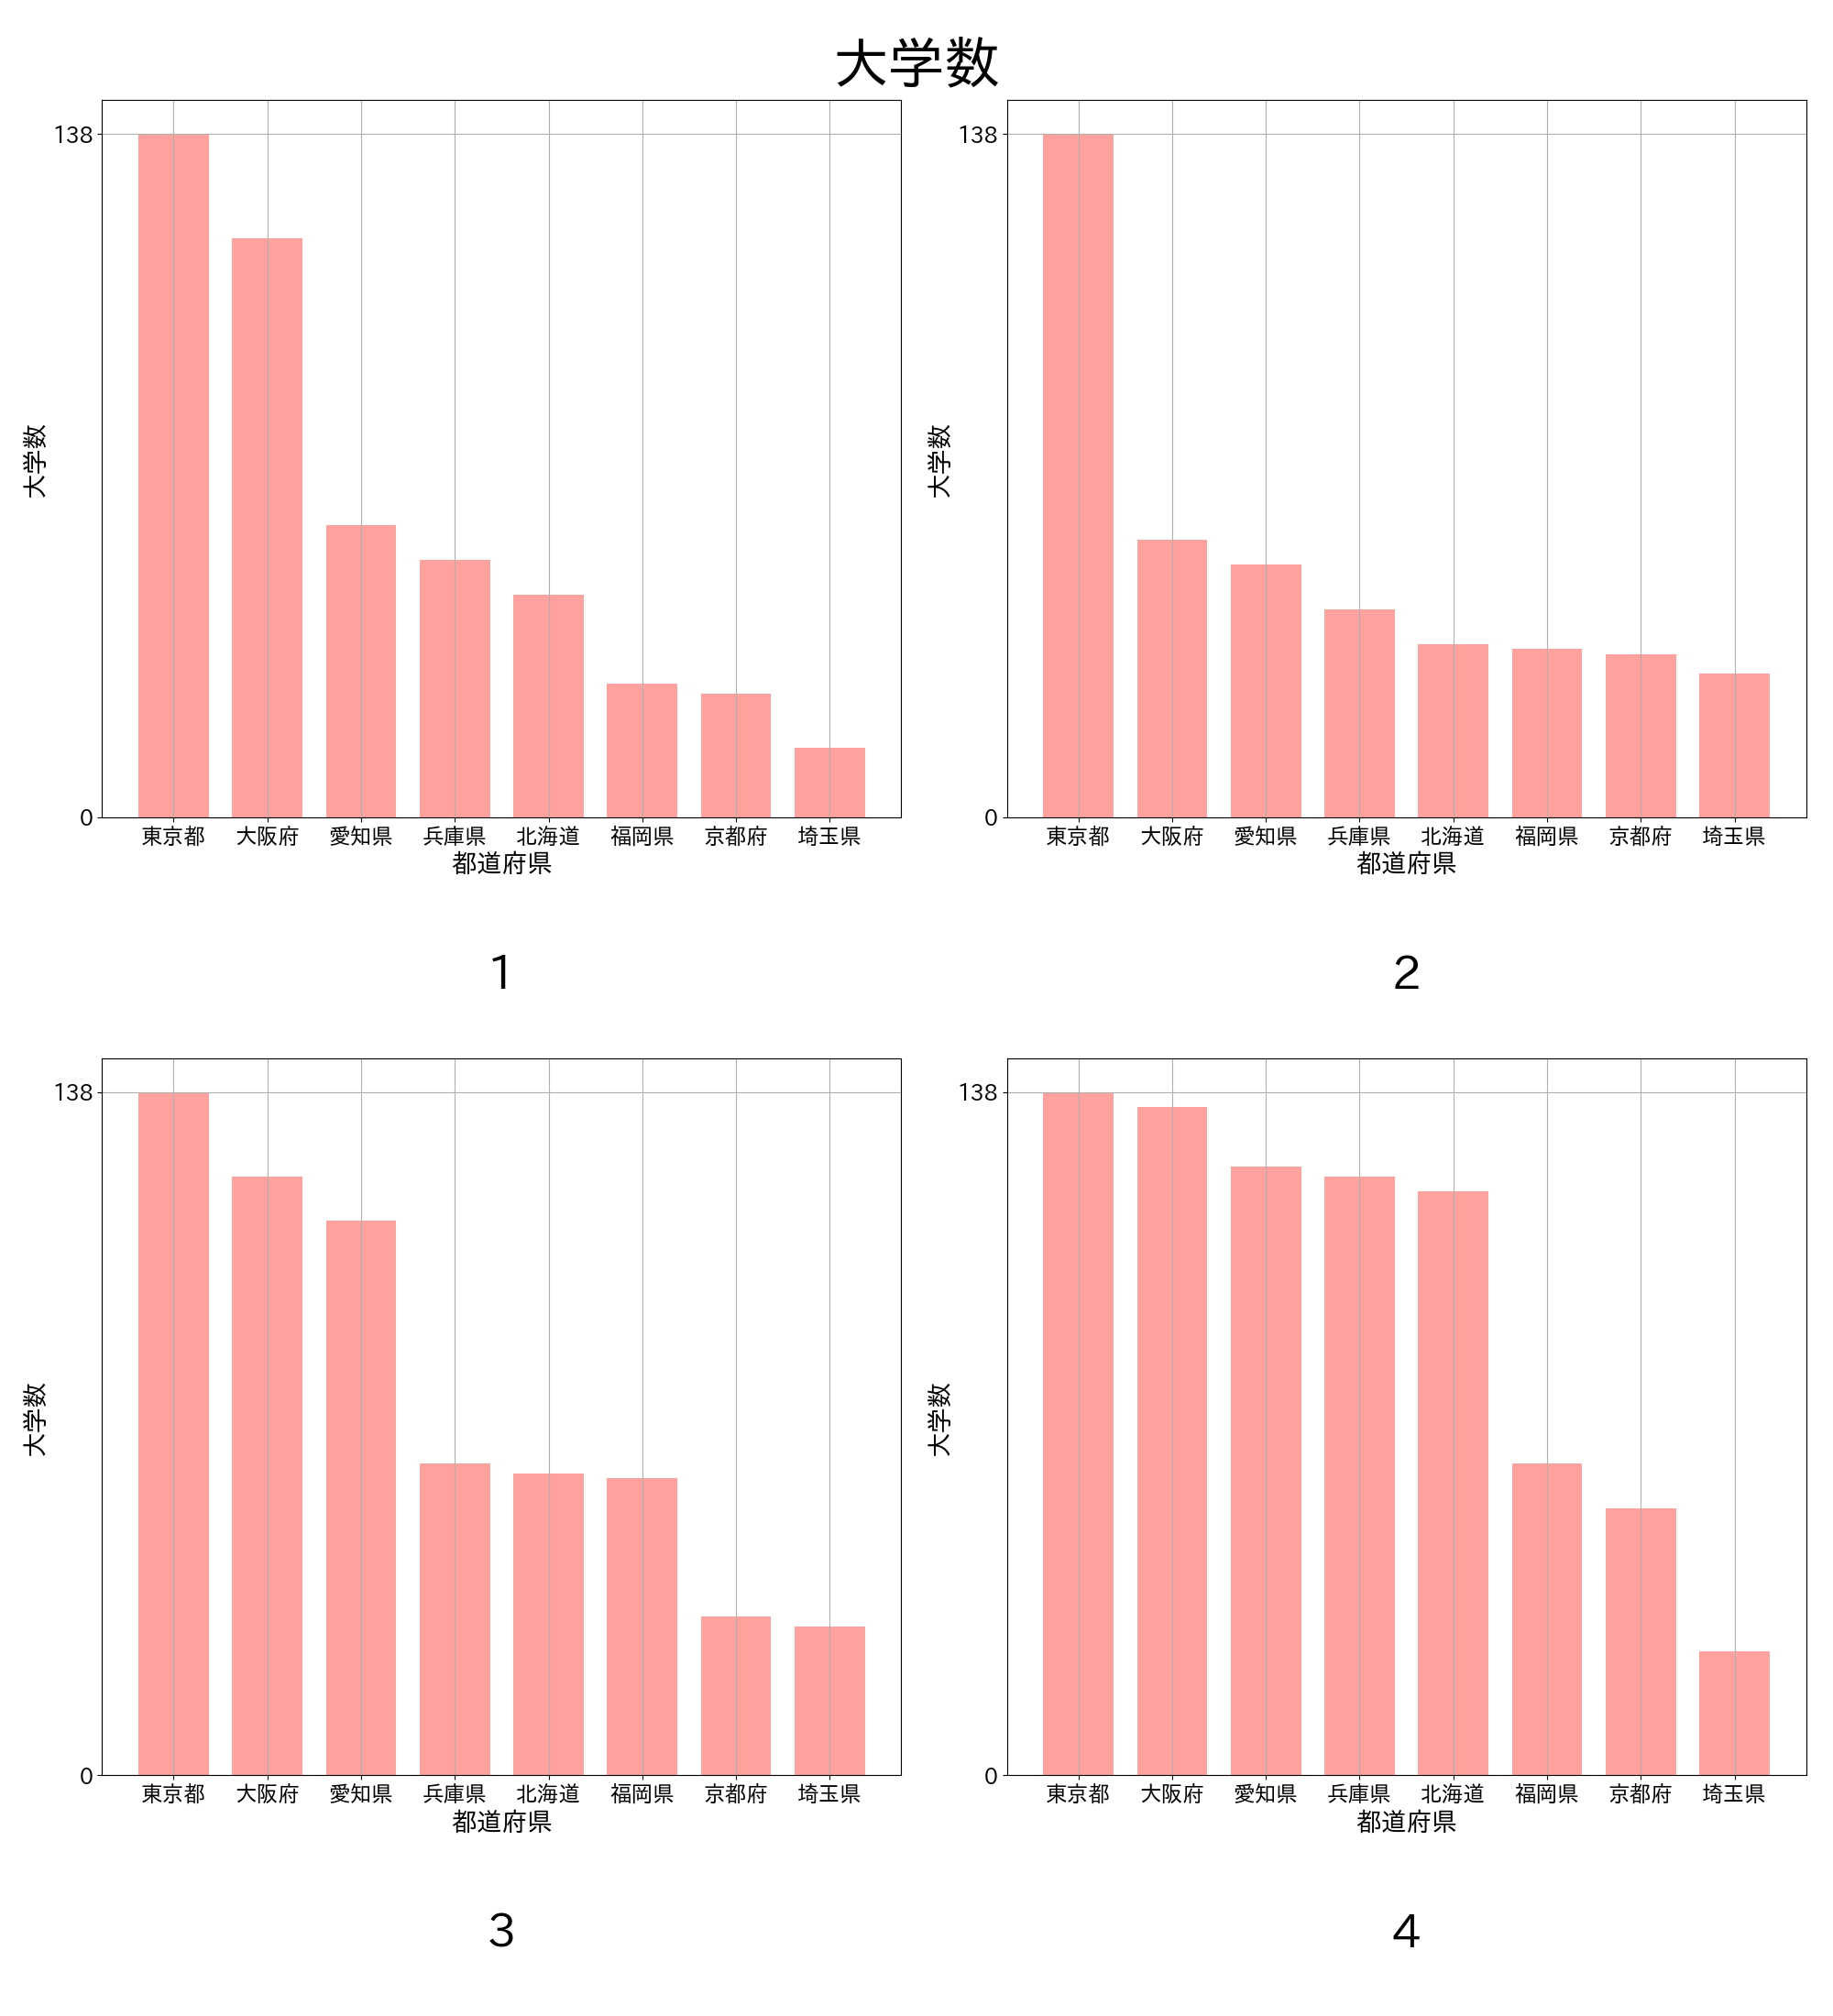 大学数
138
0
大学数
東京都 大阪府 愛知県 兵庫県 北海道 福岡県 京都府 埼玉県
都道府県
1
138
0
大学数
東京都 大阪府 愛知県 兵庫県 北海道 福岡県 京都府 埼玉県
都道府県
2
138
0
大学数
東京都 大阪府 愛知県 兵庫県 北海道 福岡県 京都府 埼玉県
都道府県
3
138
0
大学数
東京都 大阪府 愛知県 兵庫県 北海道 福岡県 京都府 埼玉県
都道府県
4